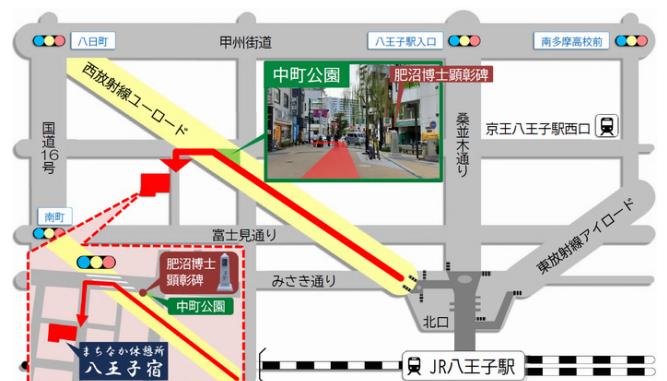 八日町
甲州街道
八王子駅入口
南多摩高校前
西放射線ユーロード
中町公園
肥沼博士顕彰碑
国道16号
桑並木通り
京王八王子駅西口
南町
富士見通り
東放射線アイロード
肥沼博士
顕彰碑
中町公園
みさき通り
北口
まちなか休憩所
八王子宿
JR八王子駅